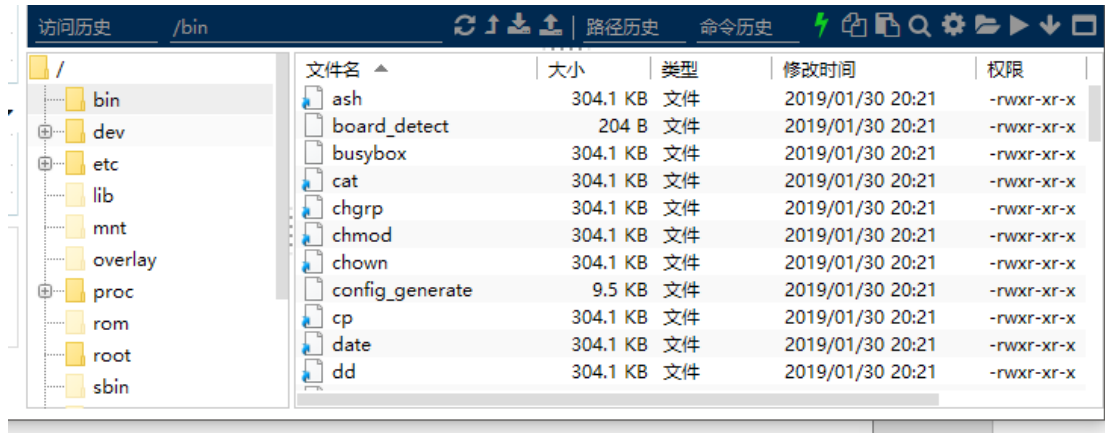 访问历史 /bin 路径历史 命令历史
/
bin
dev
etc
lib
mnt
overlay
proc
rom
root
sbin
文件名 大小 类型 修改时间 权限
ash 304.1 KB 文件 2019/01/30 20:21 -rwxr-xr-x
board_detect 204 B 文件 2019/01/30 20:21 -rwxr-xr-x
busybox 304.1 KB 文件 2019/01/30 20:21 -rwxr-xr-x
cat 304.1 KB 文件 2019/01/30 20:21 -rwxr-xr-x
chgrp 304.1 KB 文件 2019/01/30 20:21 -rwxr-xr-x
chmod 304.1 KB 文件 2019/01/30 20:21 -rwxr-xr-x
chown 304.1 KB 文件 2019/01/30 20:21 -rwxr-xr-x
config_generate 9.5 KB 文件 2019/01/30 20:21 -rwxr-xr-x
cp 304.1 KB 文件 2019/01/30 20:21 -rwxr-xr-x
date 304.1 KB 文件 2019/01/30 20:21 -rwxr-xr-x
dd 304.1 KB 文件 2019/01/30 20:21 -rwxr-xr-x